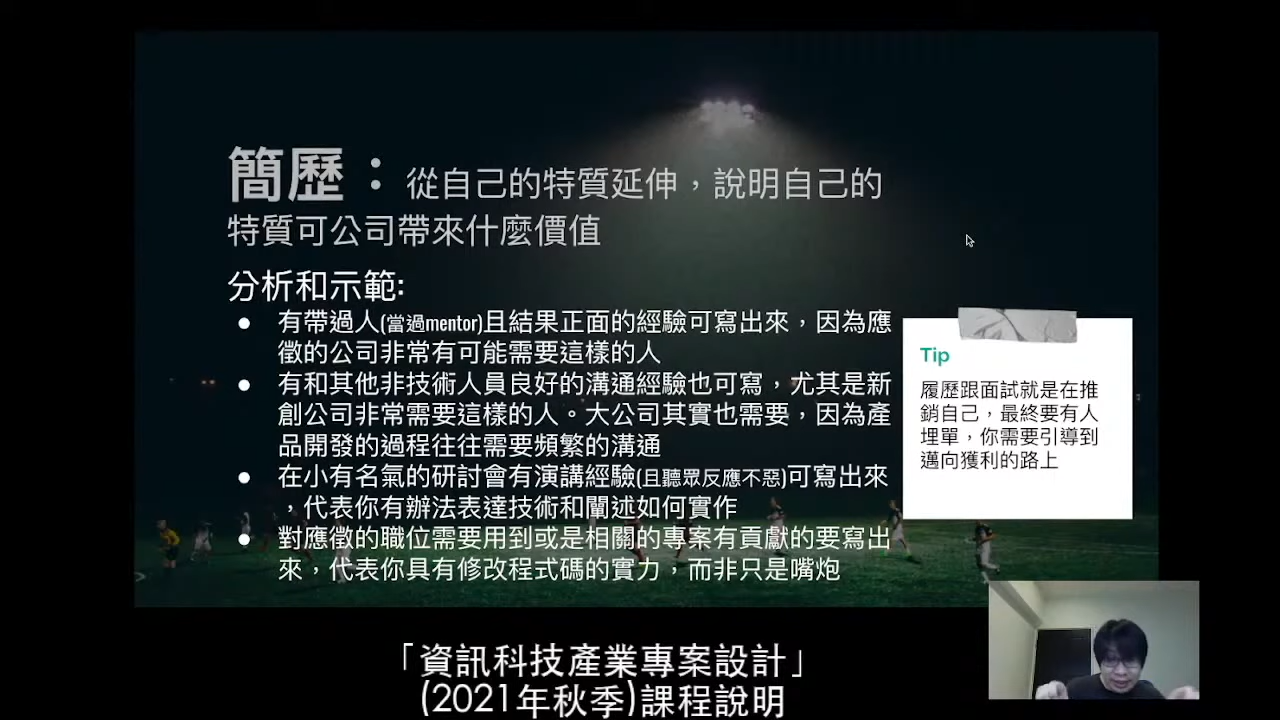 簡歷：從自己的特質延伸，說明自己的
特質可公司帶來什麼價值
分析和示範:
● 有帶過人(當過mentor)且結果正面的經驗可寫出來，因為應
徵的公司非常有可能需要這樣的人
● 有和其他非技術人員良好的溝通經驗也可寫，尤其是新
創公司非常需要這樣的人。大公司其實也需要，因為產
品開發的過程往往需要頻繁的溝通
● 在小有名氣的研討會有演講經驗(且聽眾反應不惡)可寫出來
，代表你有辦法表達技術和闡述如何實作
● 對應徵的職位需要用到或是相關的專案有貢獻的要寫出
來，代表你具有修改程式碼的實力，而非只是嘴炮
Tip
履歷跟面試就是在推
銷自己，最終要有人
埋單，你需要引導到
邁向獲利的路上
「資訊科技產業專案設計」
(2021年秋季)課程說明